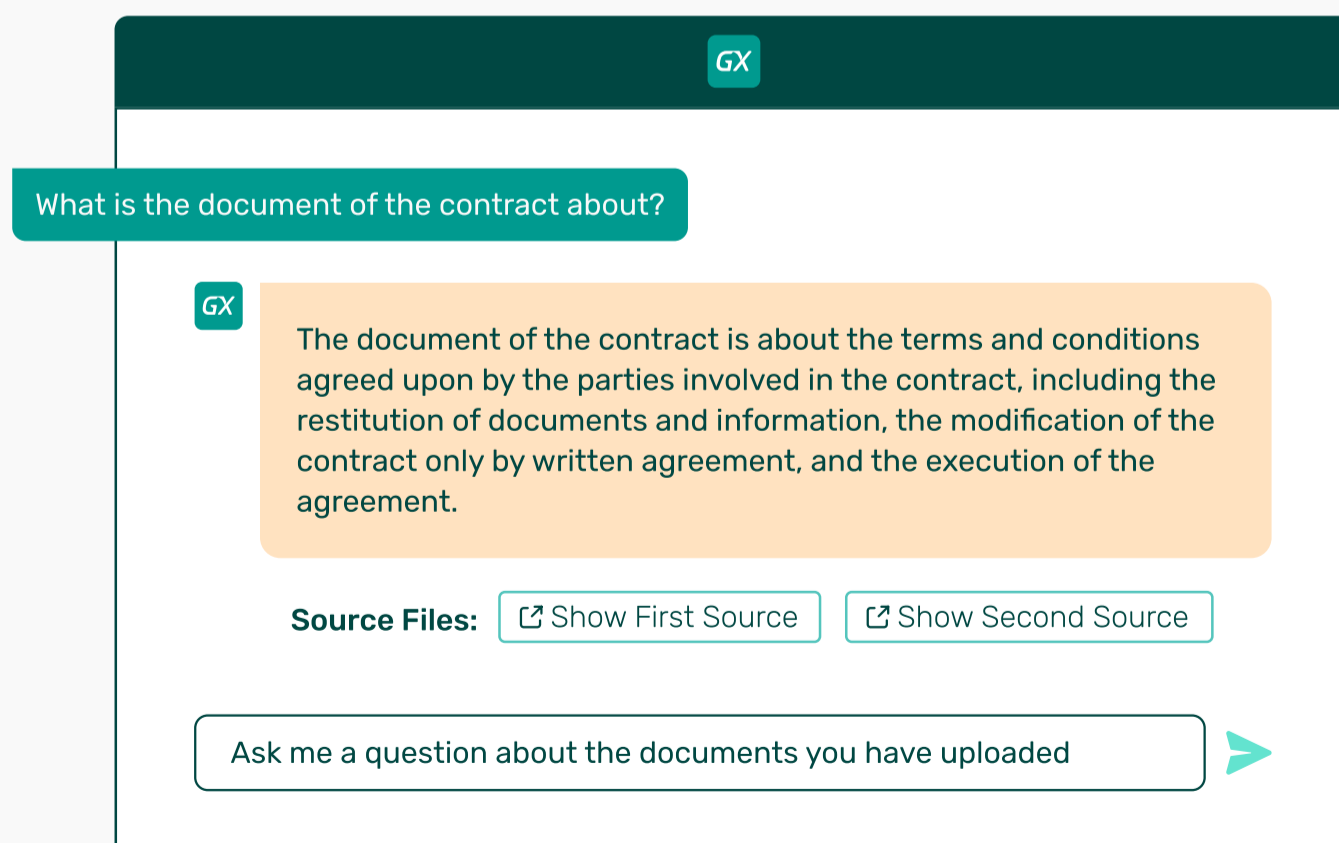 GX
What is the document of the contract about?
GX
The document of the contract is about the terms and conditions
agreed upon by the parties involved in the contract, including the
restitution of documents and information, the modification of the
contract only by written agreement, and the execution of the
agreement.
Source Files: Show First Source Show Second Source
Ask me a question about the documents you have uploaded